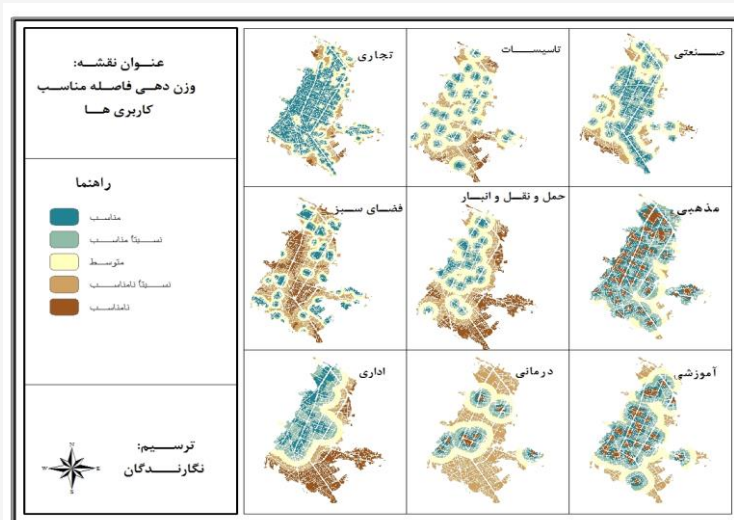 عنوان نقشه:
وزن دهی فاصله مناسب
کاربری ها
راهنما
مناسب
نسبتاً مناسب
متوسط
نسبتاً نامناسب
نامناسب
ترسیم:
نگارندگان
صنعتی
تاسیسات
تجاری
مذهبی
حمل و نقل و انبار
فضای سبز
آموزشی
درمانی
اداری
N
W E
S